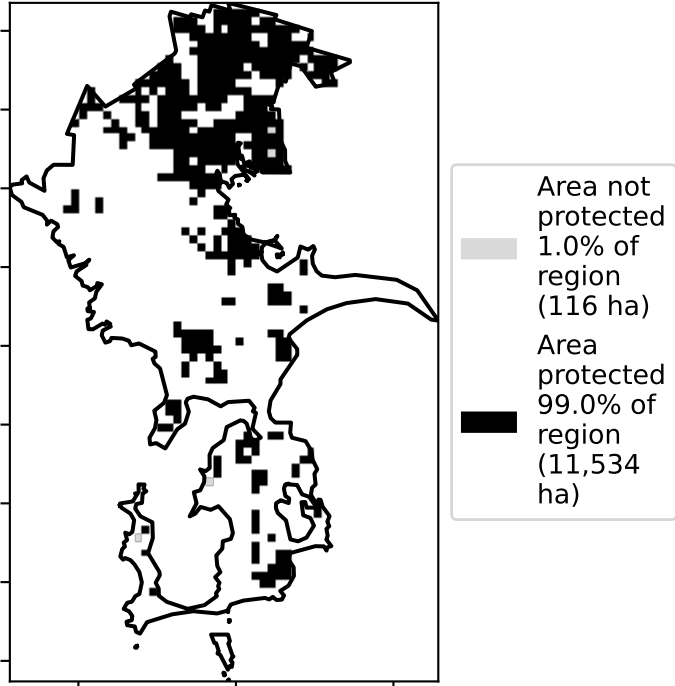 Area not
protected
1.0% of
region
(116 ha)
Area
protected
99.0% of
region
(11,534
ha)